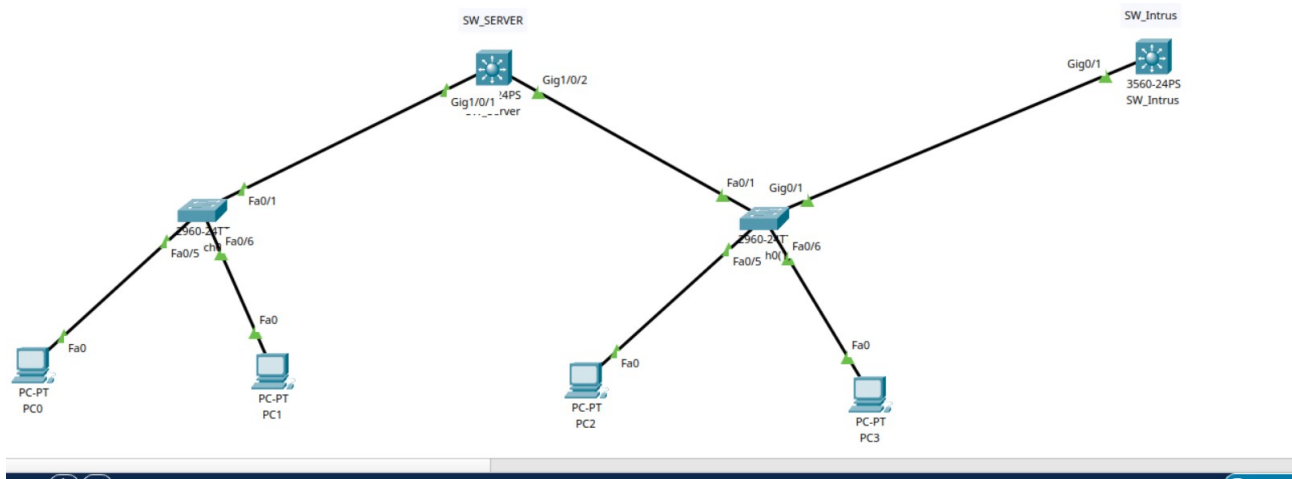 SW_SERVER
SW_Intrus
Gig1/0/2
Gig1/0/1
4PS
Gig0/1
3560-24PS
SW_Intrus
Fa0/1
Fa0/1
Gig0/1
Fa0/5
Fa0/6
Fa0/5
Fa0/6
Fa0
Fa0
Fa0
Fa0
PC-PT
PC0
PC-PT
PC1
PC-PT
PC2
PC-PT
PC3